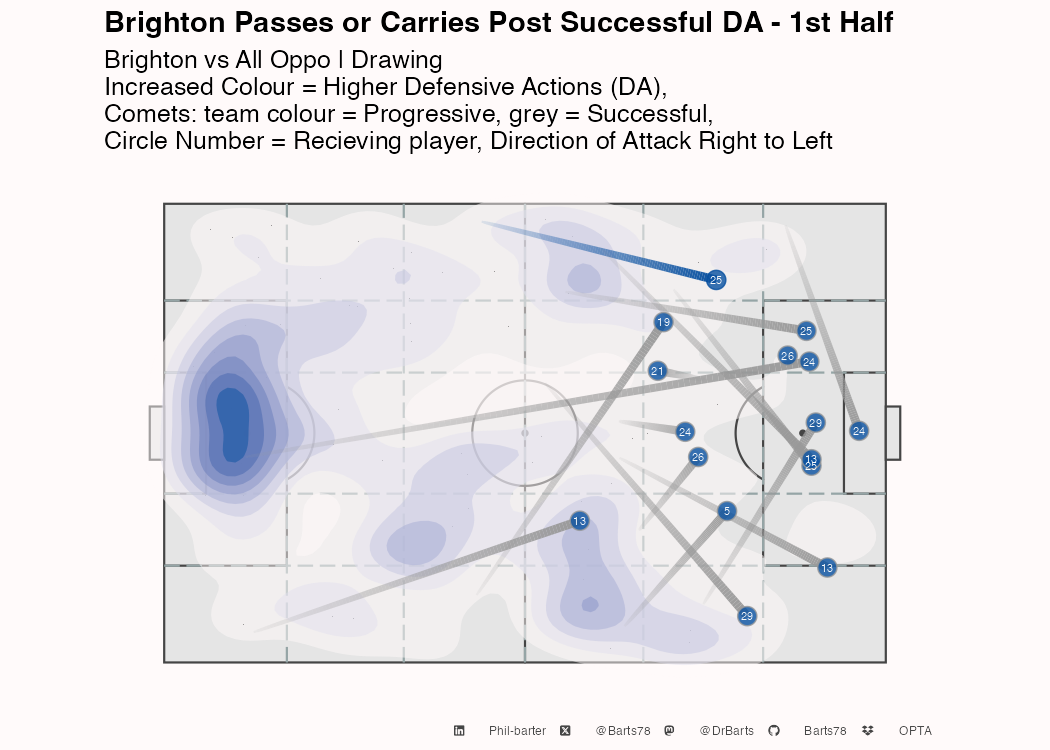 Brighton Passes or Carries Post Successful DA - 1st Half
Brighton vs All Oppo | Drawing
Increased Colour = Higher Defensive Actions (DA),
Comets: team colour = Progressive, grey = Successful,
Circle Number = Recieving player, Direction of Attack Right to Left
25
19
25
26
24
21
29
24
24
26
13
25
5
13
13
29
Phil-barter @Barts78 @DrBarts Barts78 OPTA